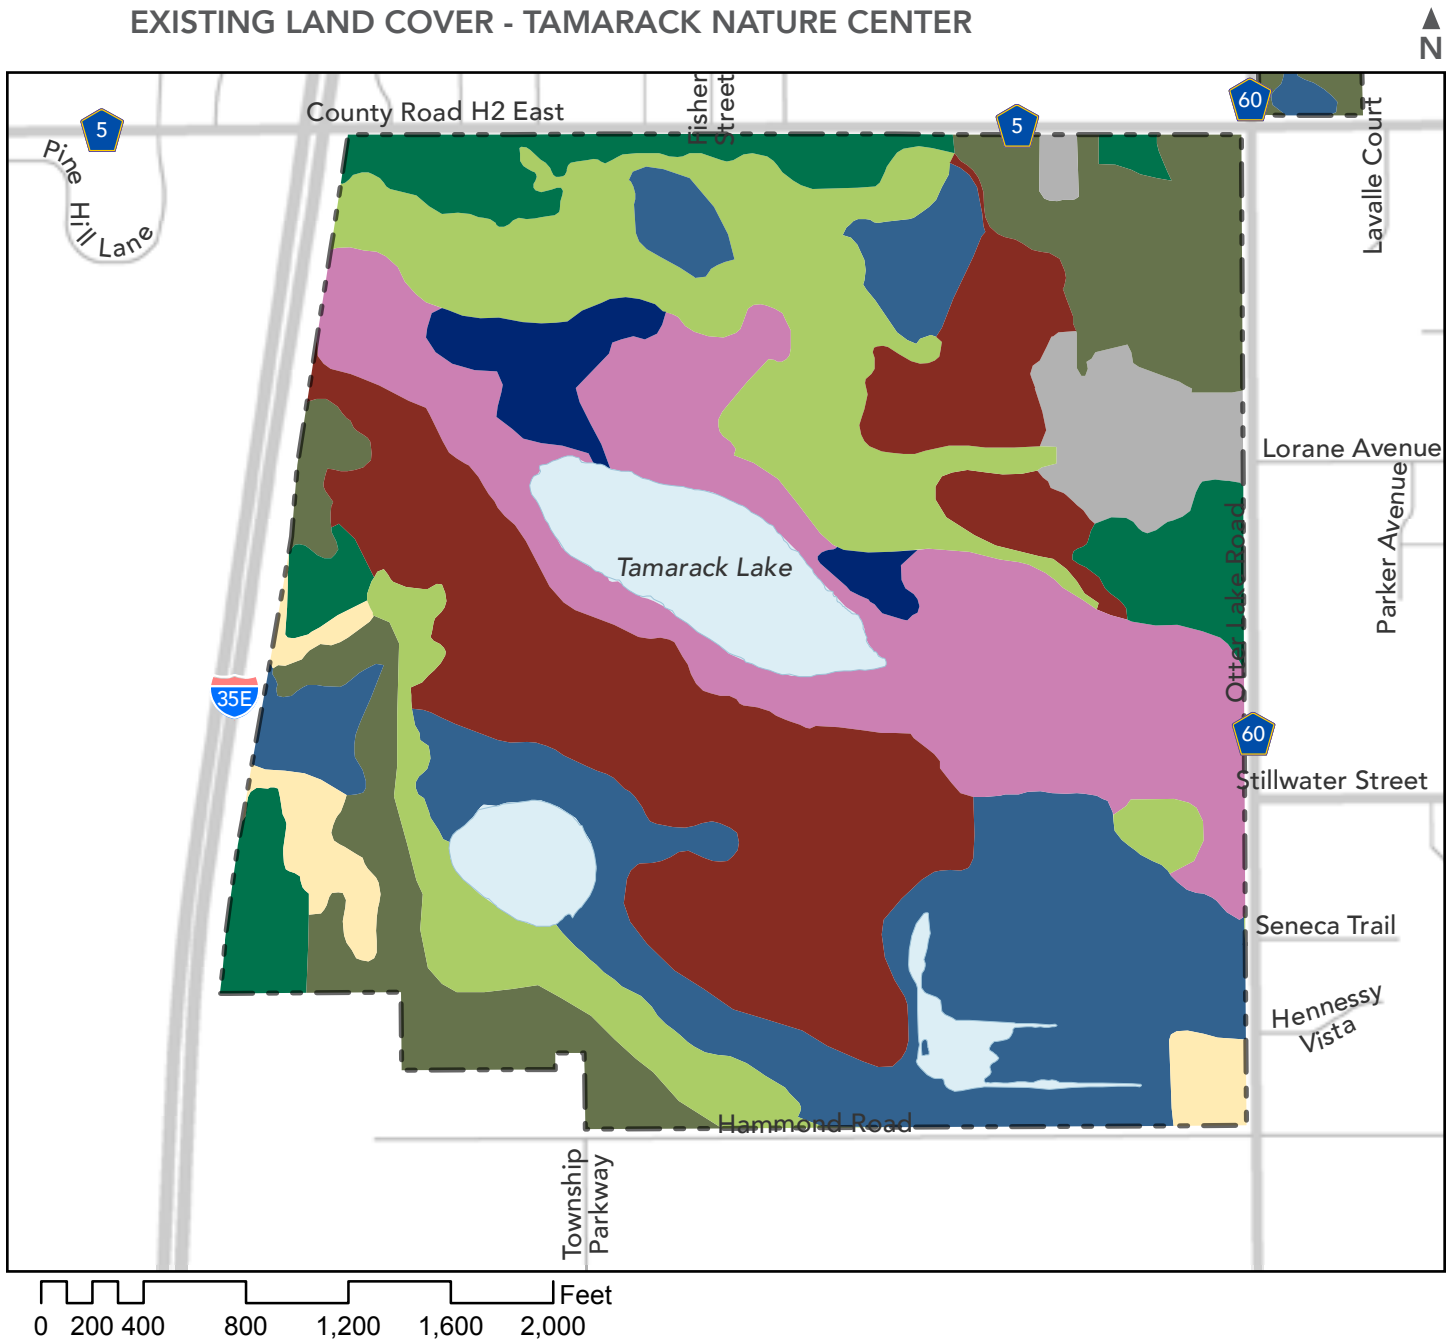 EXISTING LAND COVER - TAMARACK NATURE CENTER
N
County Road H2 East
Fisher
Street
5
5
60
Pine Hill Lane
Lavalle Court
Lorane Avenue
Parker Avenue
Otter Lake Road
Tamarack Lake
35E
60
Stillwater Street
Seneca Trail
Hennessy
Vista
Hammond Road
Township
Parkway
Feet
0 200 400 800 1,200 1,600 2,000